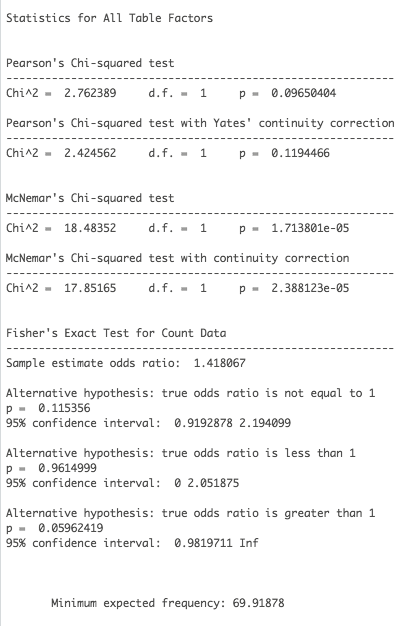 Statistics for All Table Factors
Pearson's Chi-squared test
------------------------------------------------------------
Chi^2 =  2.762389     d.f. =  1     p =  0.09650404
Pearson's Chi-squared test with Yates' continuity correction
------------------------------------------------------------
Chi^2 =  2.424562     d.f. =  1     p =  0.1194466
McNemar's Chi-squared test
------------------------------------------------------------
Chi^2 =  18.48352     d.f. =  1     p =  1.713801e-05
McNemar's Chi-squared test with continuity correction
------------------------------------------------------------
Chi^2 =  17.85165     d.f. =  1     p =  2.388123e-05
Fisher's Exact Test for Count Data
------------------------------------------------------------
Sample estimate odds ratio:  1.418067
Alternative hypothesis: true odds ratio is not equal to 1
p =  0.115356
95% confidence interval:  0.9192878 2.194099
Alternative hypothesis: true odds ratio is less than 1
p =  0.9614999
95% confidence interval:  0 2.051875
Alternative hypothesis: true odds ratio is greater than 1
p =  0.05962419
95% confidence interval:  0.9819711 Inf
Minimum expected frequency: 69.91878